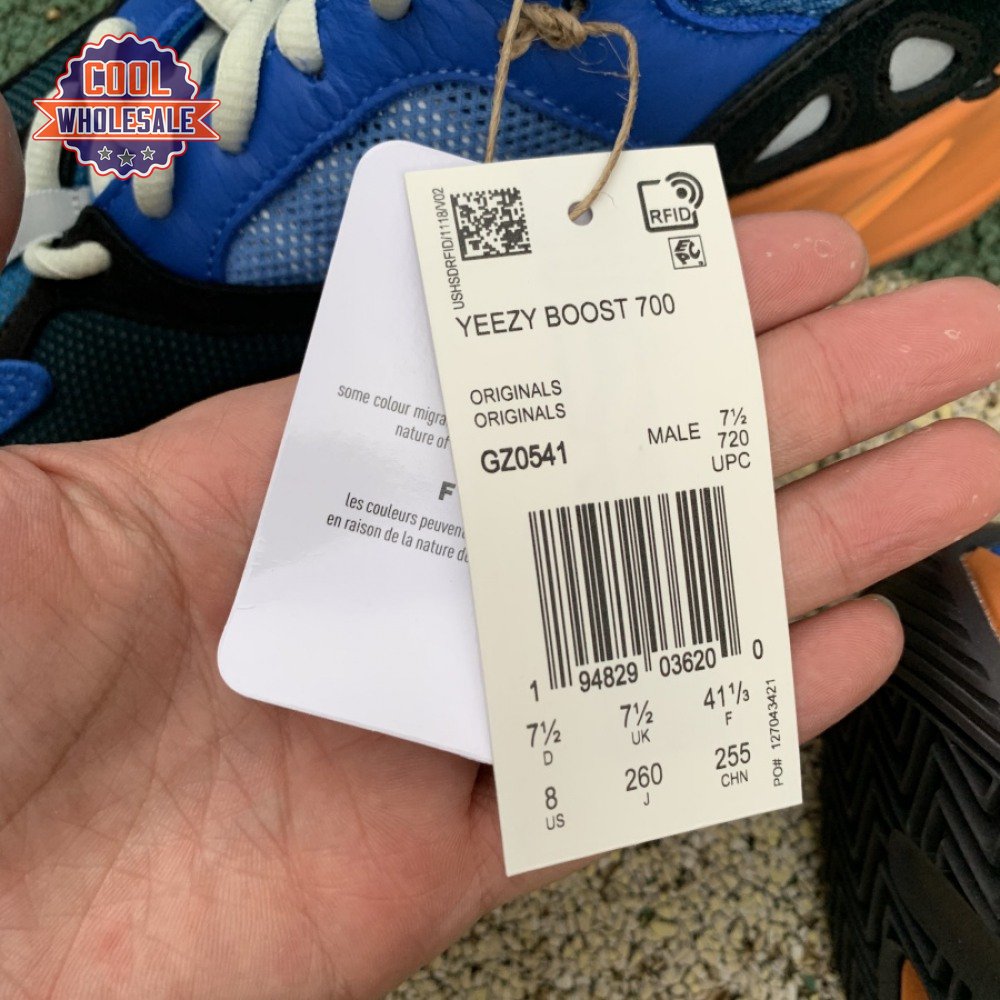 COOL
WHOLESALE
USHSDRFID/1118/V02
RFID
EPC
YEEZY BOOST 700
ORIGINALS
ORIGINALS
GZ0541
MALE 7½
720
UPC
1 94829 03620 0
7½ 7½ 41⅓
D UK F
8 260 255
US J CHN
PO# 127043421
some colour
nature of
F
les couleurs
en raison de la nature